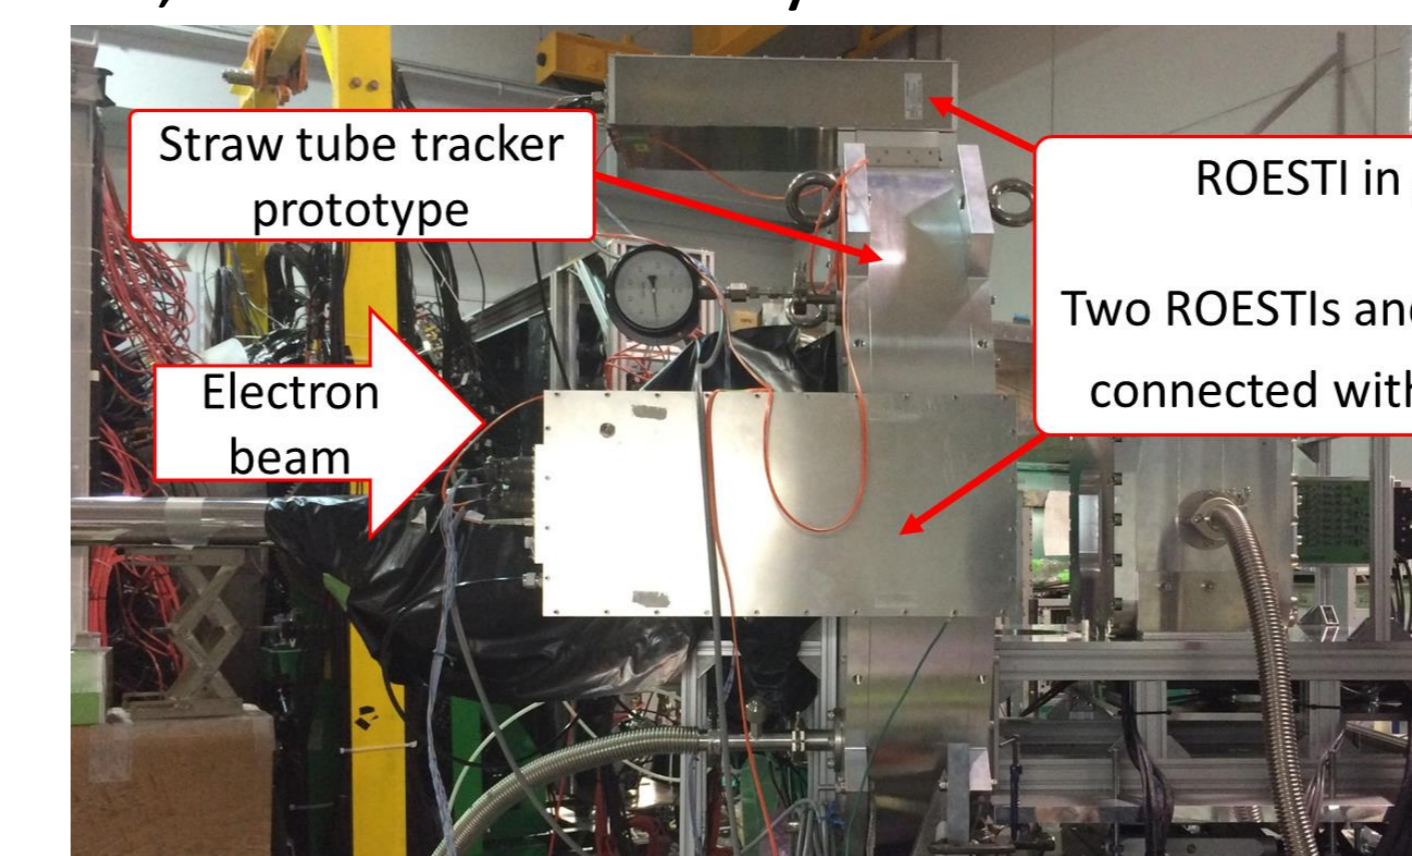 Straw tube tracker
prototype
ROESTI in
Two ROESTIs and
connected with
Electron
beam